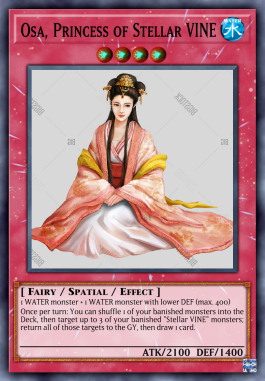 Osa, Princess of Stellar VINE
WATER
水
[ Fairy / Spatial / Effect ]
1 WATER monster + 1 WATER monster with lower DEF (max. 400)
Once per turn: You can shuffle 1 of your banished monsters into the
Deck, then target up to 3 of your banished "Stellar VINE" monsters;
return all of those targets to the GY, then draw 1 card.
ATK/2100 DEF/1400